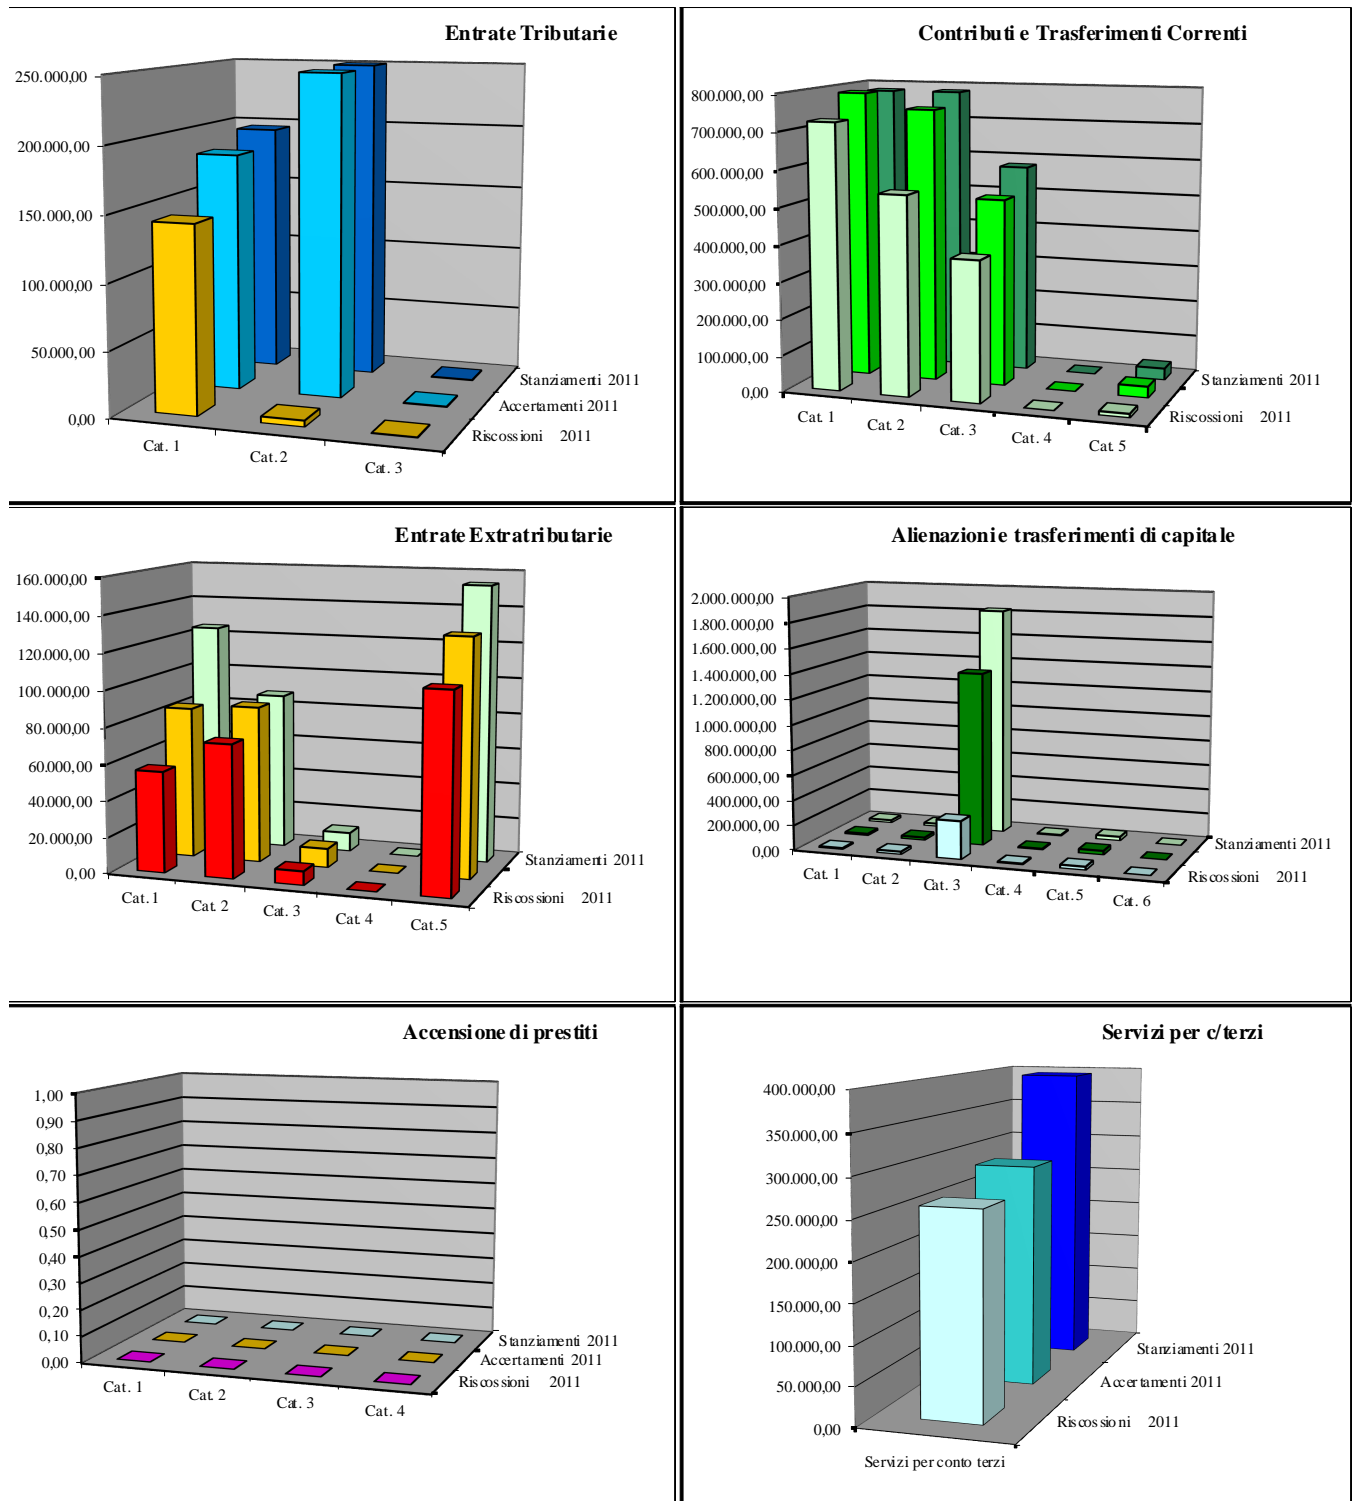 Entrate Tributarie
250.000,00
200.000,00
150.000,00
100.000,00
50.000,00
0,00
Cat. 1
Cat. 2
Cat. 3
Stanziamenti 2011
Accertamenti 2011
Riscossioni 2011
Contributi e Trasferimenti Correnti
800.000,00
700.000,00
600.000,00
500.000,00
400.000,00
300.000,00
200.000,00
100.000,00
0,00
Cat. 1
Cat. 2
Cat. 3
Cat. 4
Cat. 5
Stanziamenti 2011
Riscossioni 2011
Entrate Extratributarie
160.000,00
140.000,00
120.000,00
100.000,00
80.000,00
60.000,00
40.000,00
20.000,00
0,00
Cat. 1
Cat. 2
Cat. 3
Cat. 4
Cat. 5
Stanziamenti 2011
Riscossioni 2011
Alienazioni e trasferimenti di capitale
2.000.000,00
1.800.000,00
1.600.000,00
1.400.000,00
1.200.000,00
1.000.000,00
800.000,00
600.000,00
400.000,00
200.000,00
0,00
Cat. 1
Cat. 2
Cat. 3
Cat. 4
Cat. 5
Cat. 6
Stanziamenti 2011
Riscossioni 2011
Accensione di prestiti
1,00
0,90
0,80
0,70
0,60
0,50
0,40
0,30
0,20
0,10
0,00
Cat. 1
Cat. 2
Cat. 3
Cat. 4
Stanziamenti 2011
Accertamenti 2011
Riscossioni 2011
Servizi per c/terzi
400.000,00
350.000,00
300.000,00
250.000,00
200.000,00
150.000,00
100.000,00
50.000,00
0,00
Servizi per conto terzi
Stanziamenti 2011
Accertamenti 2011
Riscossioni 2011